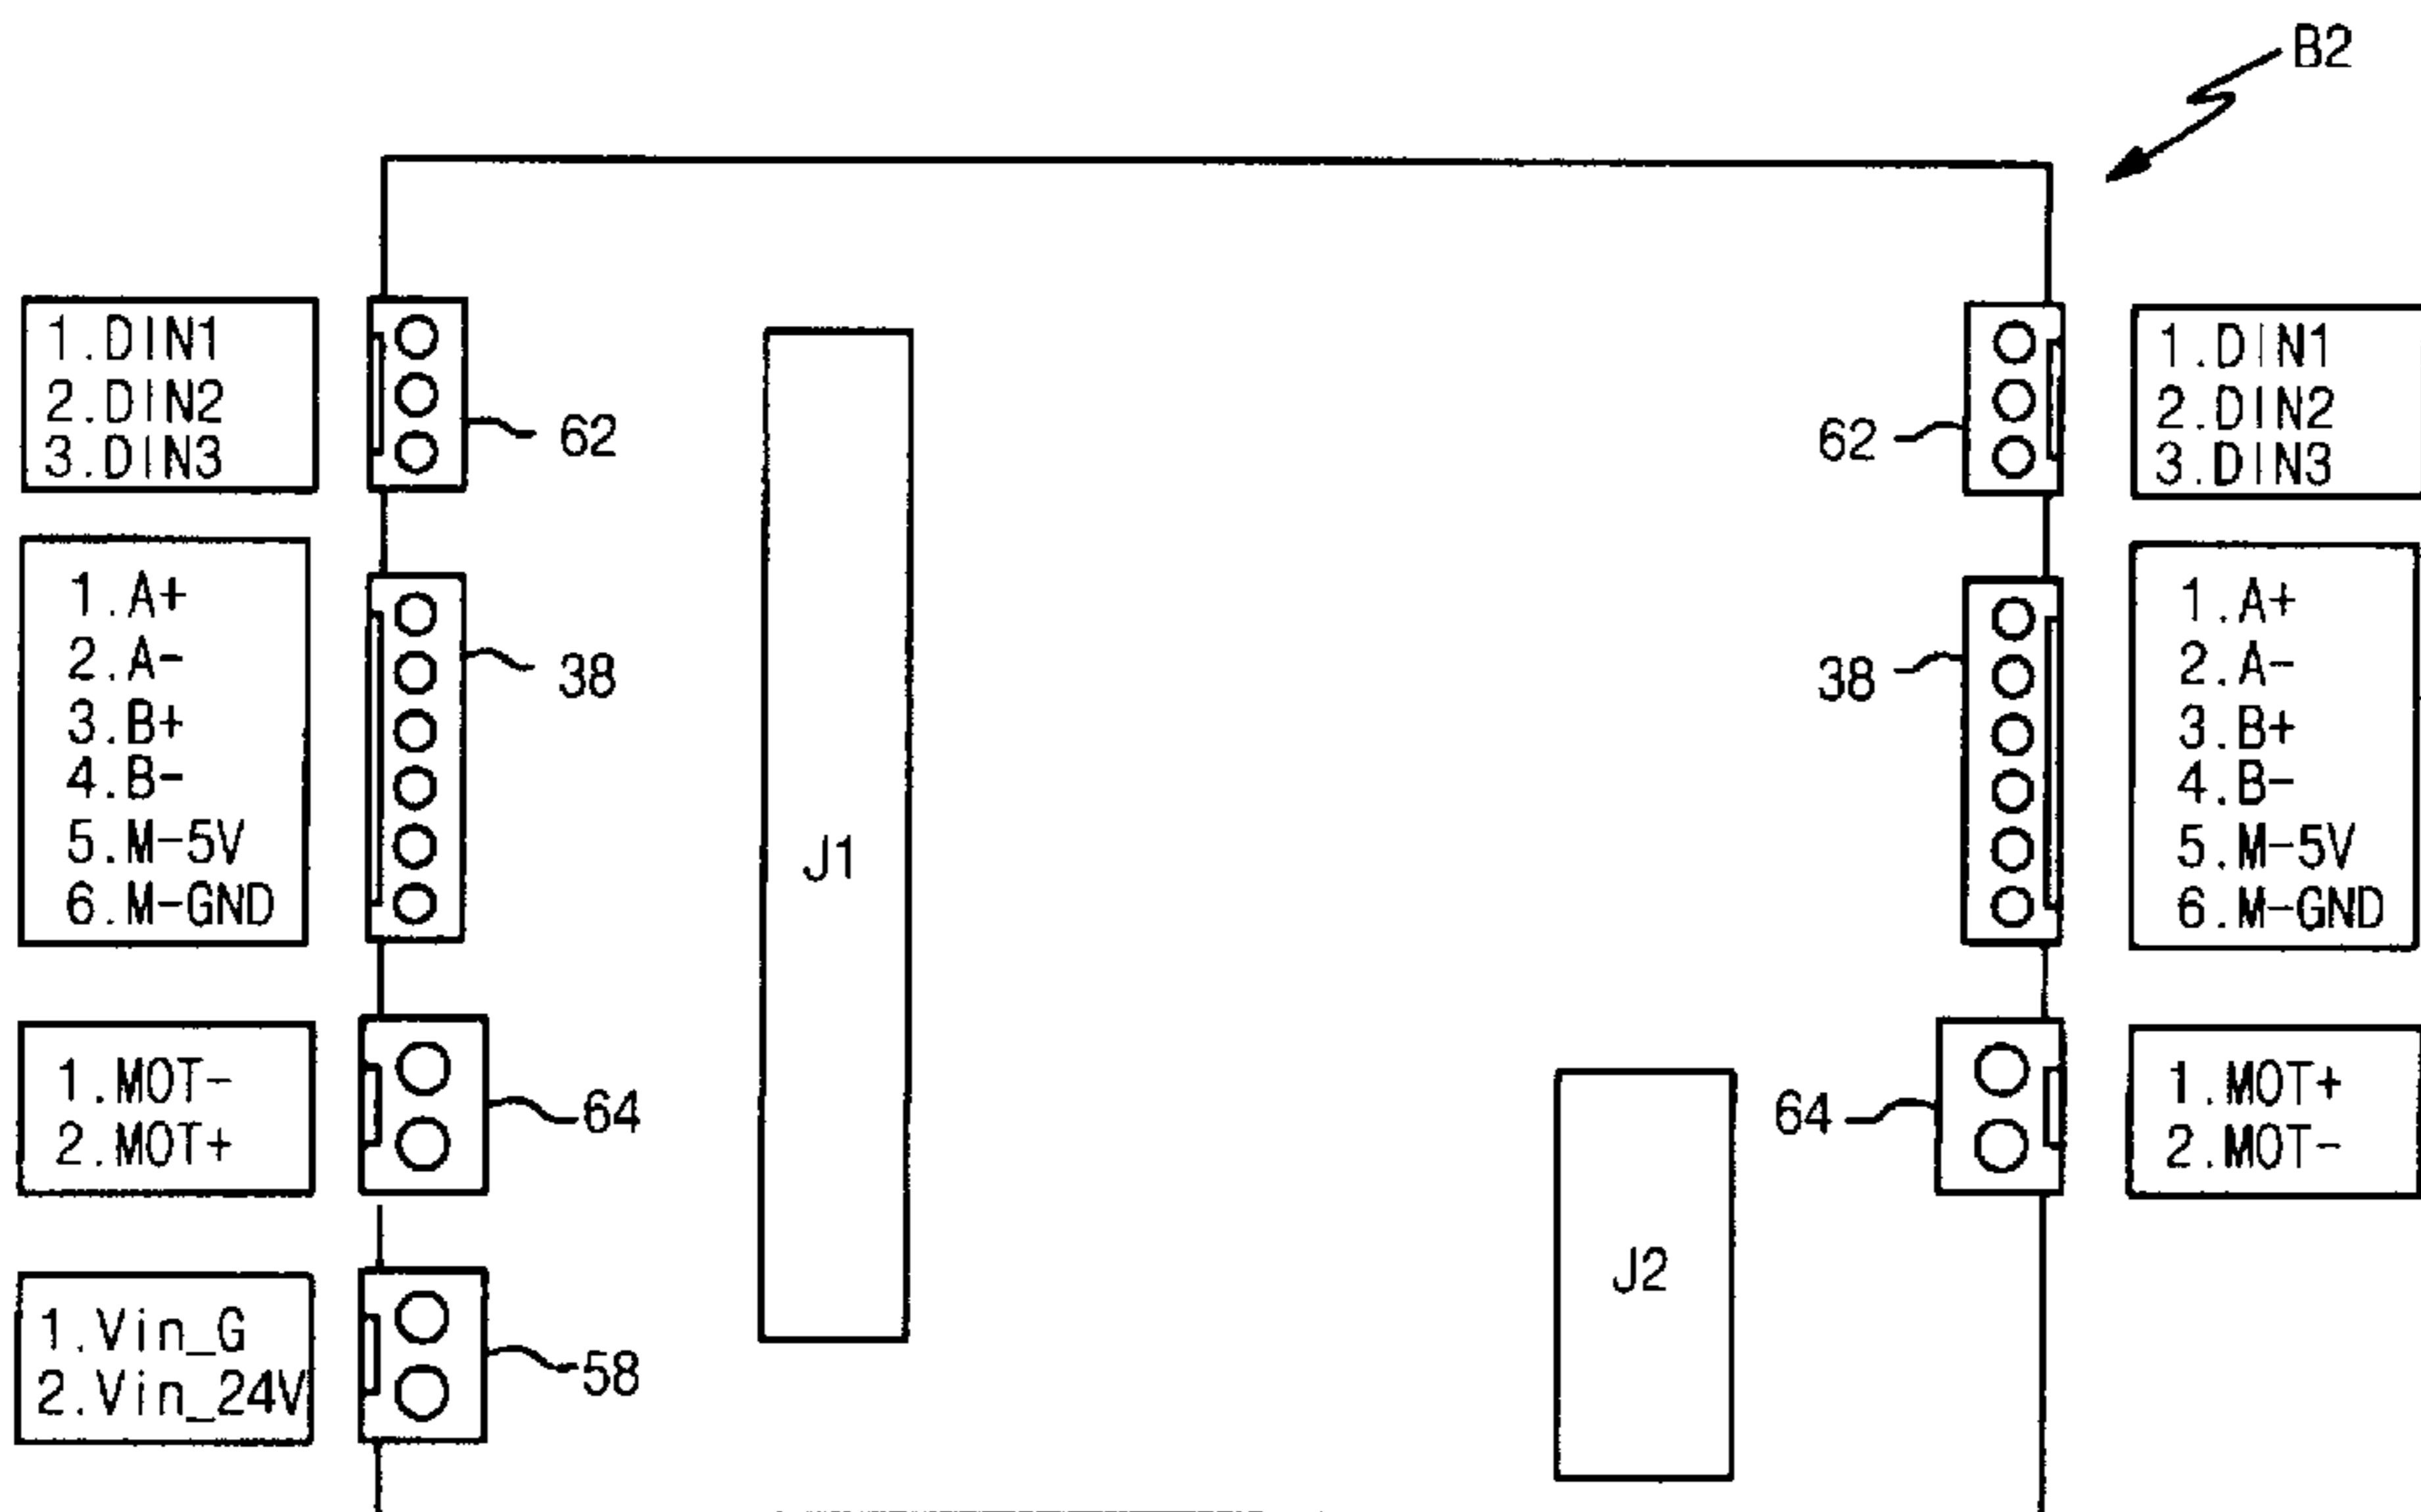 B2
1.DIN1
2.DIN2
3.DIN3
62
62
1.DIN1
2.DIN2
3.DIN3
1.A+
2.A-
3.B+
4.B-
5.M-5V
6.M-GND
38
J1
38
1.A+
2.A-
3.B+
4.B-
5.M-5V
6.M-GND
1.MOT-
2.MOT+
64
64
1.MOT+
2.MOT-
J2
1.Vin_G
2.Vin_24V
58